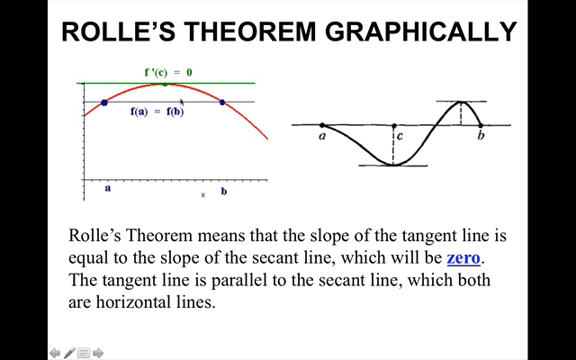 ROLLE'S THEOREM GRAPHICALLY
f '(c) = 0
f(a) = f(b)
a
x
b
a
c
b
Rolle's Theorem means that the slope of the tangent line is
equal to the slope of the secant line, which will be zero.
The tangent line is parallel to the secant line, which both
are horizontal lines.